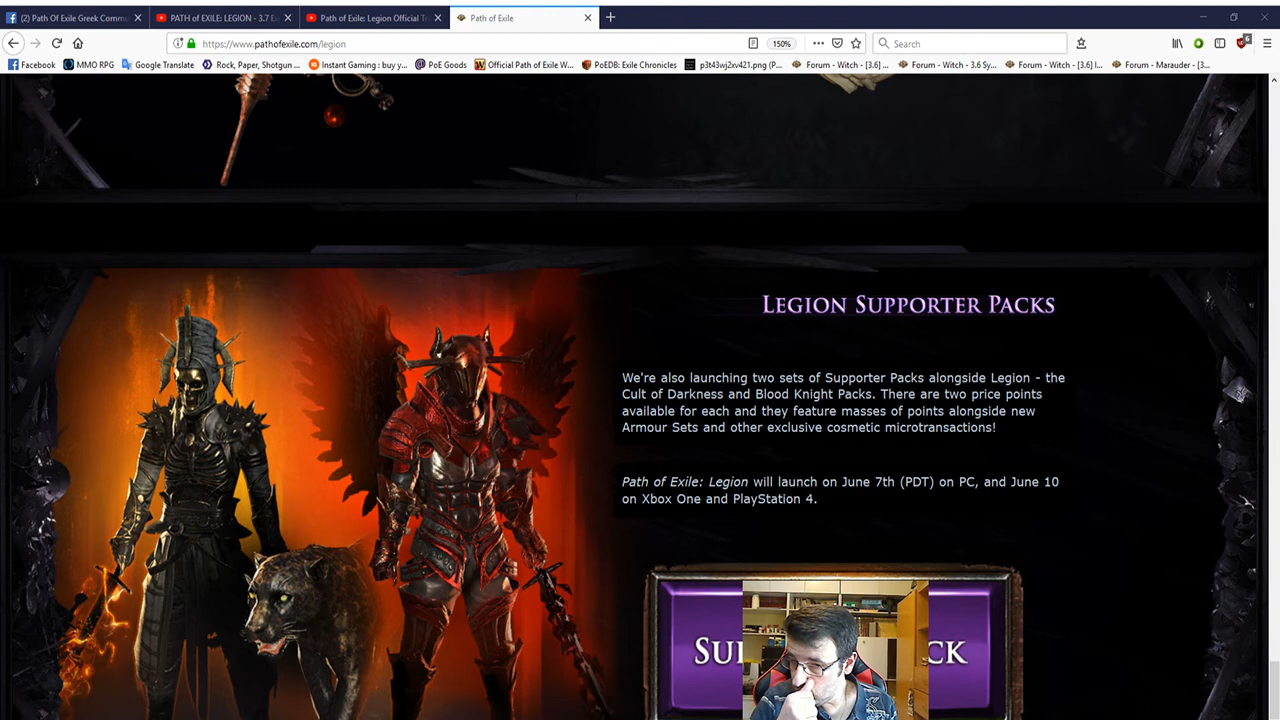 (2) Path Of Exile Greek Commu
PATH of EXILE: LEGION - 3.7 Ex
Path of Exile: Legion Official Tr
Path of Exile
https://www.pathofexile.com/legion
150%
Search
6
Facebook
MMO RPG
Google Translate
Rock, Paper, Shotgun ...
Instant Gaming : buy y...
PoE Goods
Official Path of Exile W...
PoEDB: Exile Chronicles
p3t43wj2xv421.png (P...
Forum - Witch - [3.6] ...
Forum - Witch - 3.6 Sy...
Forum - Witch - [3.6] l...
Forum - Marauder - [3...
Legion Supporter Packs
We're also launching two sets of Supporter Packs alongside Legion - the
Cult of Darkness and Blood Knight Packs. There are two price points
available for each and they feature masses of points alongside new
Armour Sets and other exclusive cosmetic microtransactions!
Path of Exile: Legion will launch on June 7th (PDT) on PC, and June 10
on Xbox One and PlayStation 4.